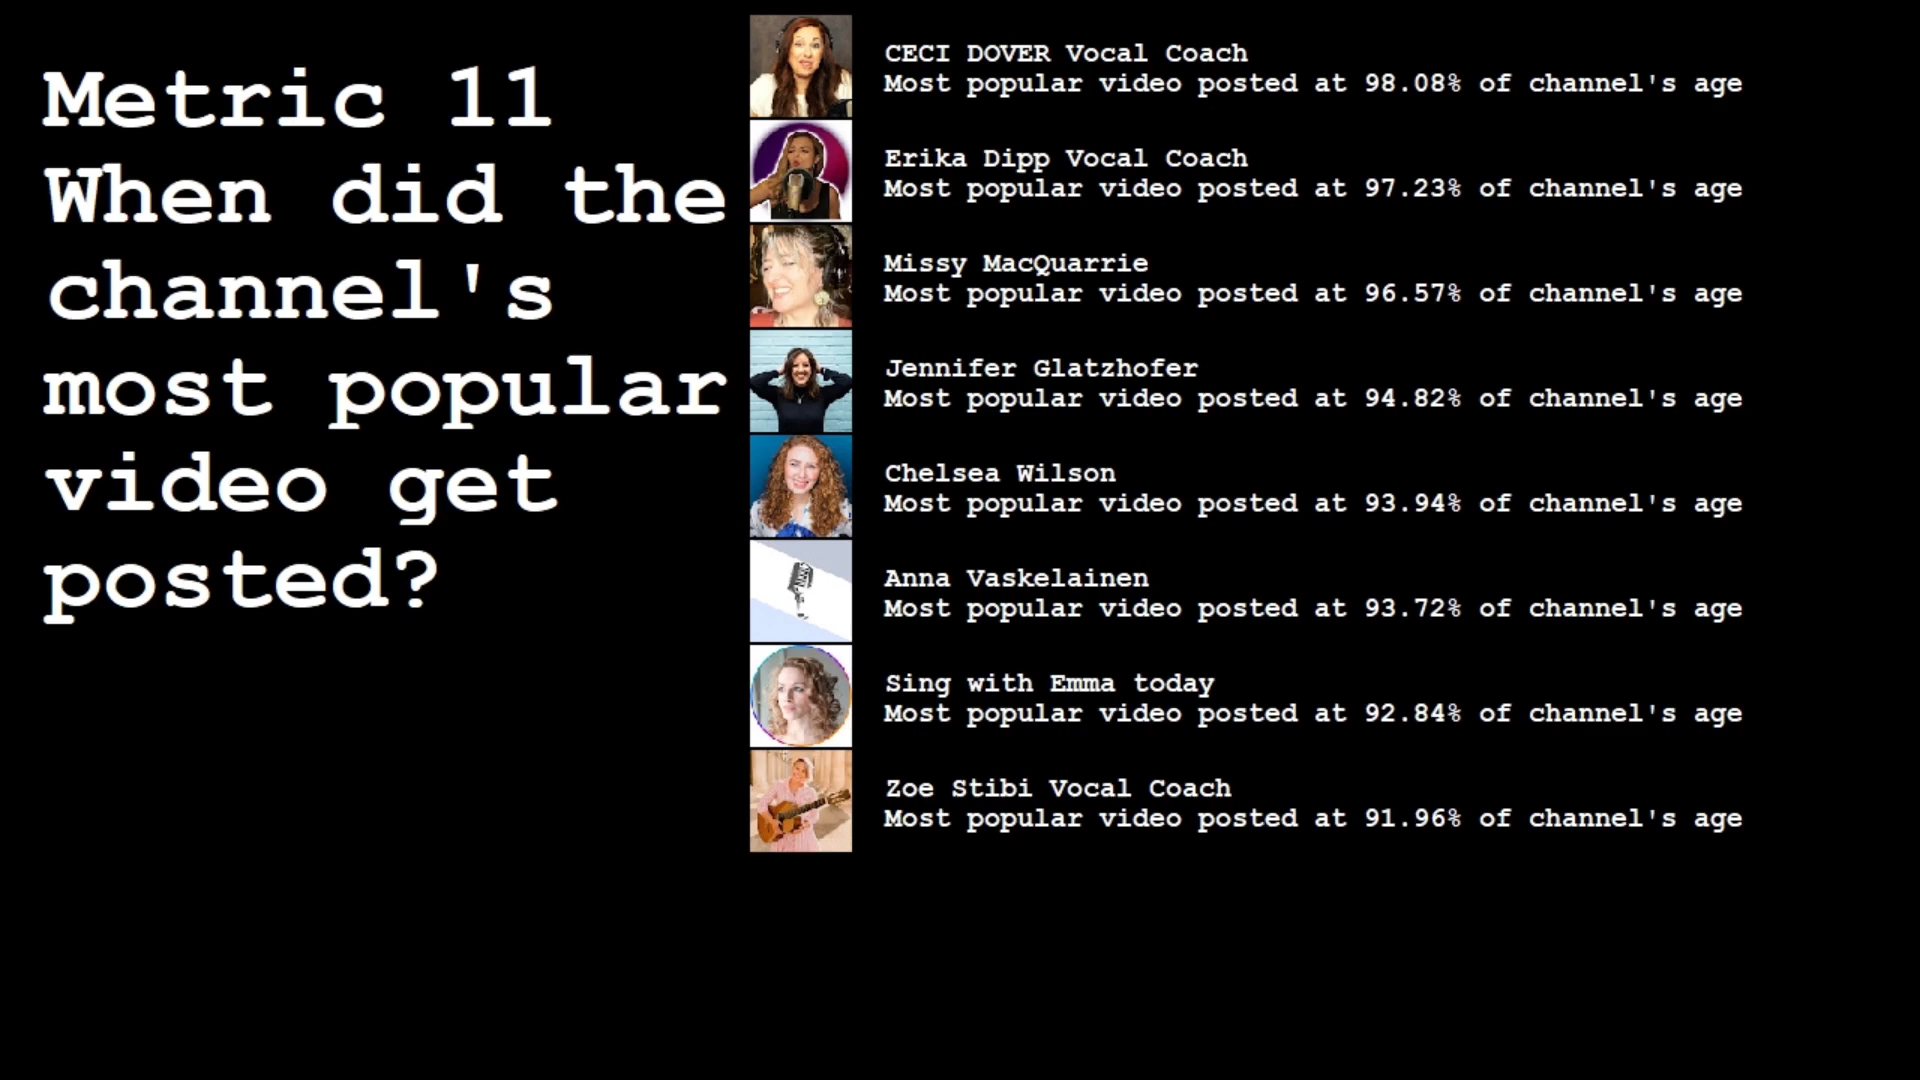 Metric 11
When did the
channel's
most popular
video get
posted?
CECI DOVER Vocal Coach
Most popular video posted at 98.08% of channel's age
Erika Dipp Vocal Coach
Most popular video posted at 97.23% of channel's age
Missy MacQuarrie
Most popular video posted at 96.57% of channel's age
Jennifer Glatzhofer
Most popular video posted at 94.82% of channel's age
Chelsea Wilson
Most popular video posted at 93.94% of channel's age
Anna Vaskelainen
Most popular video posted at 93.72% of channel's age
Sing with Emma today
Most popular video posted at 92.84% of channel's age
Zoe Stibi Vocal Coach
Most popular video posted at 91.96% of channel's age